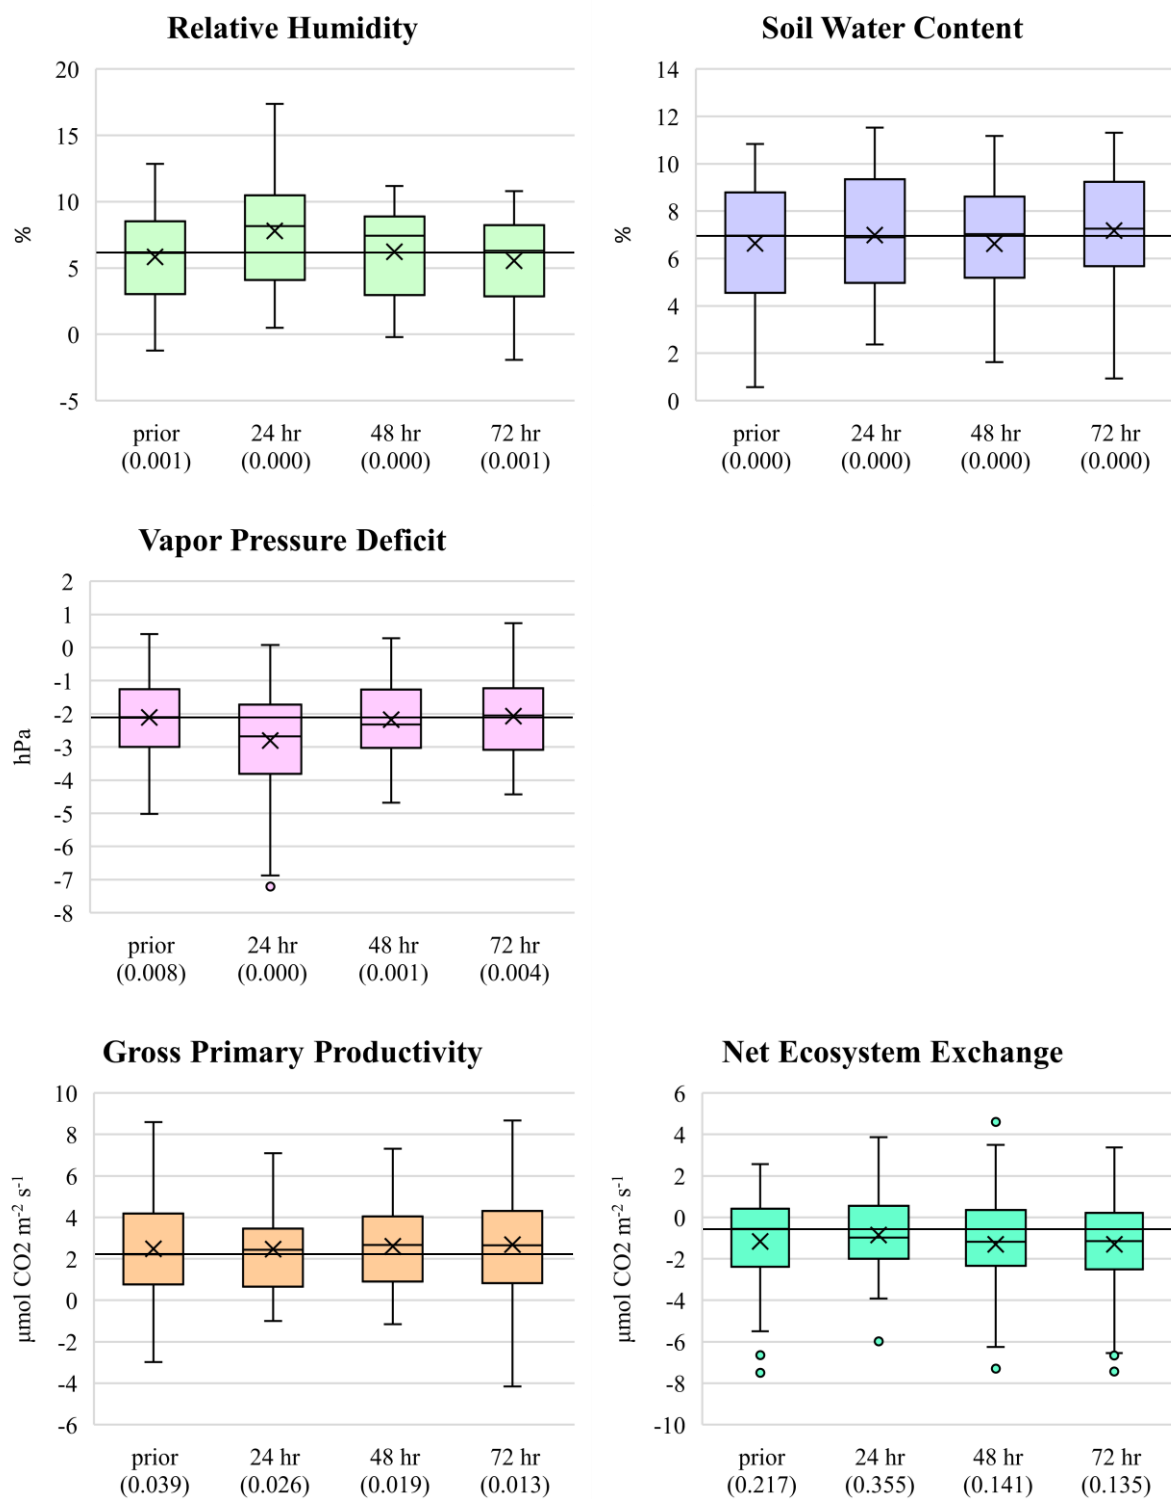 Relative Humidity
20
15
10
5
0
-5
%
prior 24 hr 48 hr 72 hr
(0.001) (0.000) (0.000) (0.001)
Soil Water Content
14
12
10
8
6
4
2
0
%
prior 24 hr 48 hr 72 hr
(0.000) (0.000) (0.000) (0.000)
Vapor Pressure Deficit
2
1
0
-1
-2
-3
-4
-5
-6
-7
-8
hPa
prior 24 hr 48 hr 72 hr
(0.008) (0.000) (0.001) (0.004)
Gross Primary Productivity
10
8
6
4
2
0
-2
-4
-6
µmol CO2 m⁻² s⁻¹
prior 24 hr 48 hr 72 hr
(0.039) (0.026) (0.019) (0.013)
Net Ecosystem Exchange
6
4
2
0
-2
-4
-6
-8
-10
µmol CO2 m⁻² s⁻¹
prior 24 hr 48 hr 72 hr
(0.217) (0.355) (0.141) (0.135)